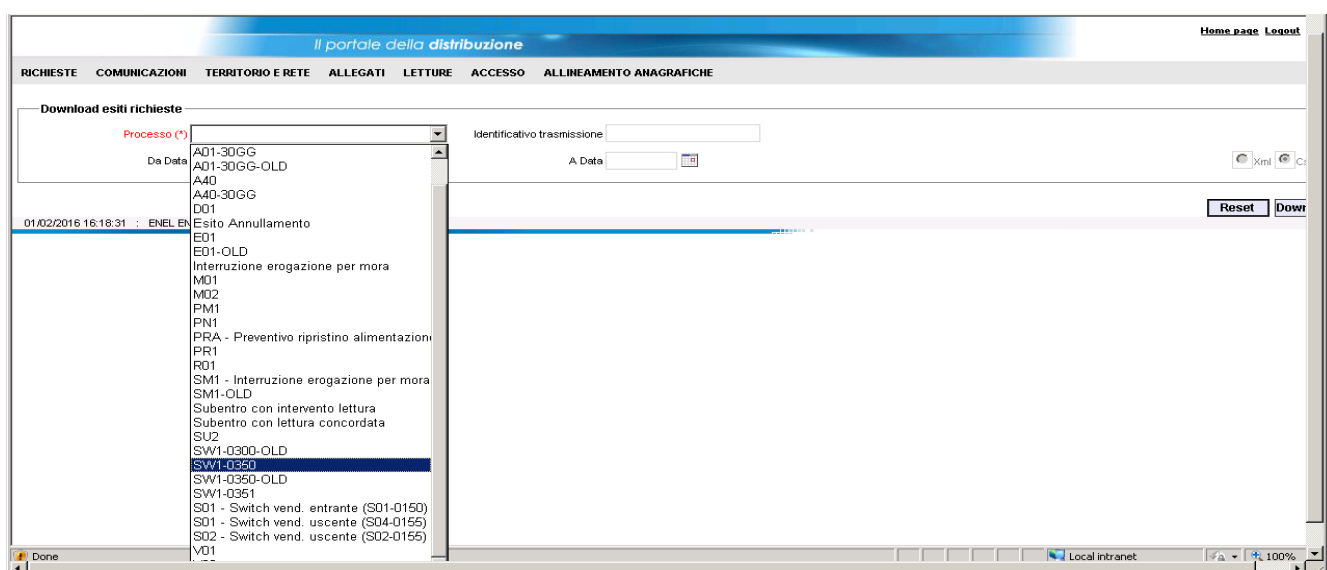 Home page Logout
Il portale della distribuzione
RICHIESTE COMUNICAZIONI TERRITORIO E RETE ALLEGATI LETTURE ACCESSO ALLINEAMENTO ANAGRAFICHE
Download esiti richieste
Processo (*) Identificativo trasmissione
Da Data A Data Xml
A01-30GG
A01-30GG-OLD
A40
A40-30GG
D01
Esito Annullamento
E01
E01-OLD
Interruzione erogazione per mora
M01
M02
PM1
PN1
PRA - Preventivo ripristino alimentazion
PR1
R01
SM1 - Interruzione erogazione per mora
SM1-OLD
Subentro con intervento lettura
Subentro con lettura concordata
SU2
SW1-0300-OLD
SW1-0350
SW1-0350-OLD
SW1-0351
S01 - Switch vend. entrante (S01-0150)
S01 - Switch vend. uscente (S04-0155)
S02 - Switch vend. uscente (S02-0155)
V01
Reset Down
01/02/2016 16:18:31 : ENEL EN
Done Local intranet 100%